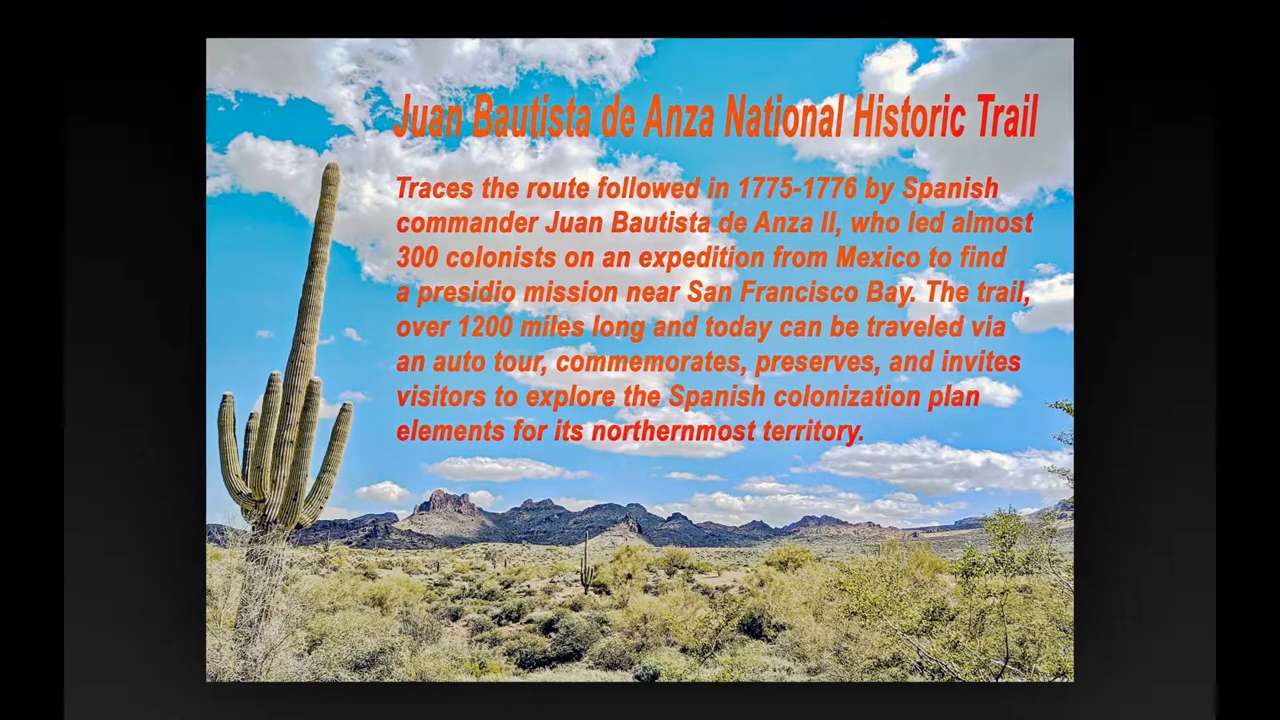 Juan Bautista de Anza National Historic Trail
Traces the route followed in 1775-1776 by Spanish
commander Juan Bautista de Anza II, who led almost
300 colonists on an expedition from Mexico to find
a presidio mission near San Francisco Bay. The trail,
over 1200 miles long and today can be traveled via
an auto tour, commemorates, preserves, and invites
visitors to explore the Spanish colonization plan
elements for its northernmost territory.